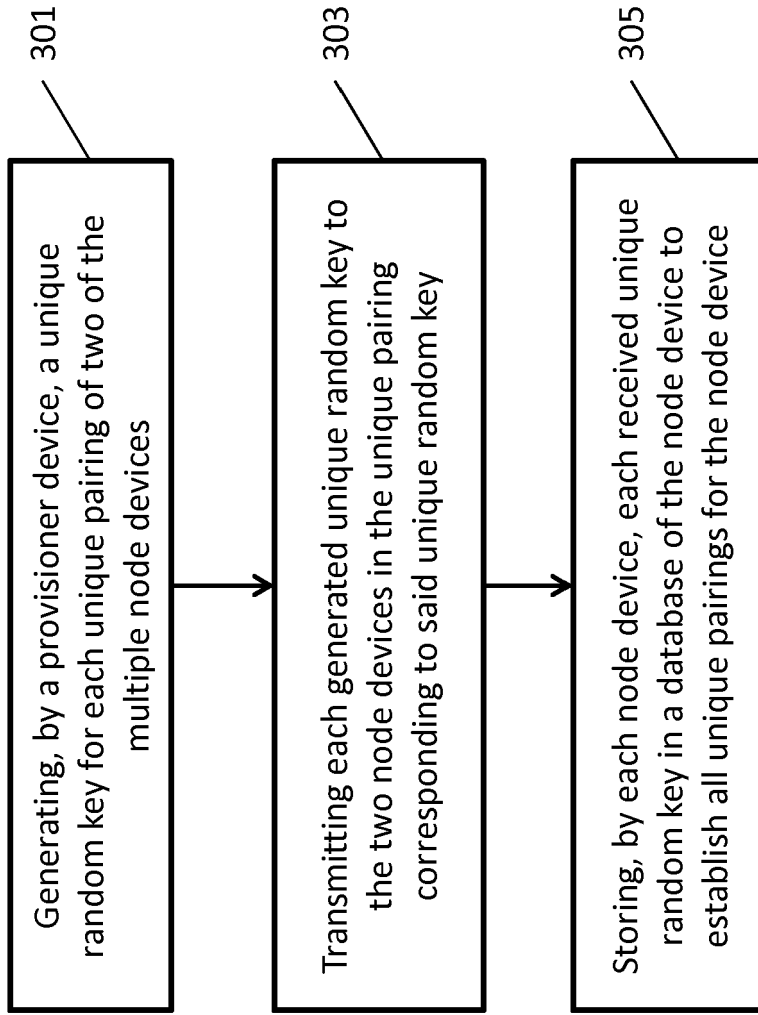 Generating, by a provisioner device, a unique
random key for each unique pairing of two of the
multiple node devices
301
Transmitting each generated unique random key to
the two node devices in the unique pairing
corresponding to said unique random key
303
Storing, by each node device, each received unique
random key in a database of the node device to
establish all unique pairings for the node device
305